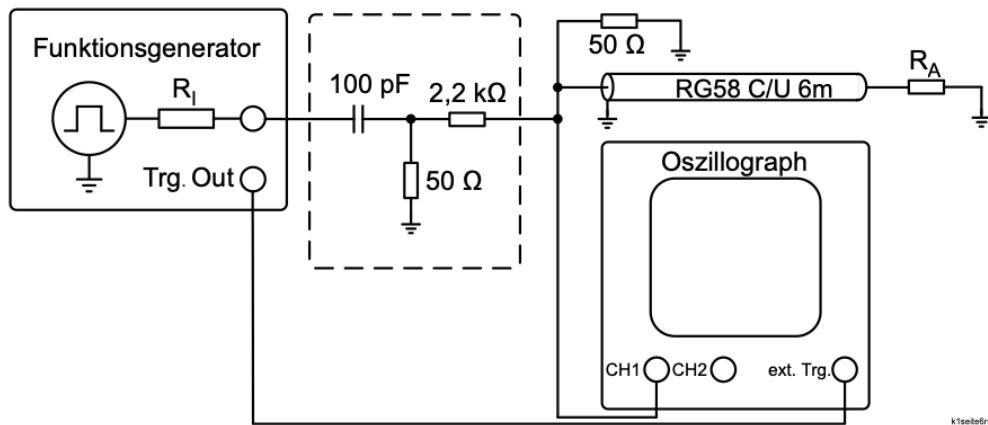 Funktionsgenerator
R_I
Trg. Out
100 pF
2,2 kΩ
50 Ω
50 Ω
RG58 C/U 6m
R_A
Oszillograph
CH1
CH2
ext. Trg.